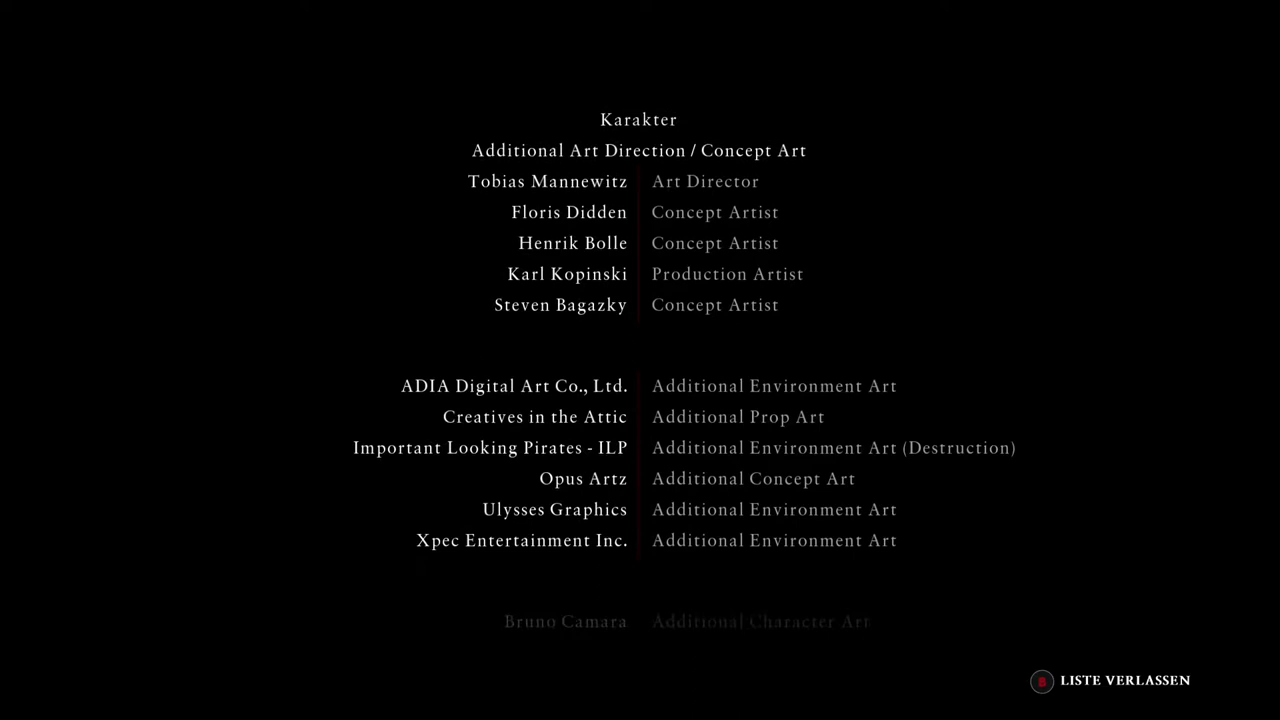 Karakter
Additional Art Direction / Concept Art
Tobias Mannewitz Art Director
Floris Didden Concept Artist
Henrik Bolle Concept Artist
Karl Kopinski Production Artist
Steven Bagazky Concept Artist
ADIA Digital Art Co., Ltd. Additional Environment Art
Creatives in the Attic Additional Prop Art
Important Looking Pirates - ILP Additional Environment Art (Destruction)
Opus Artz Additional Concept Art
Ulysses Graphics Additional Environment Art
Xpec Entertainment Inc. Additional Environment Art
Bruno Camara Additional Character Art
B LISTE VERLASSEN